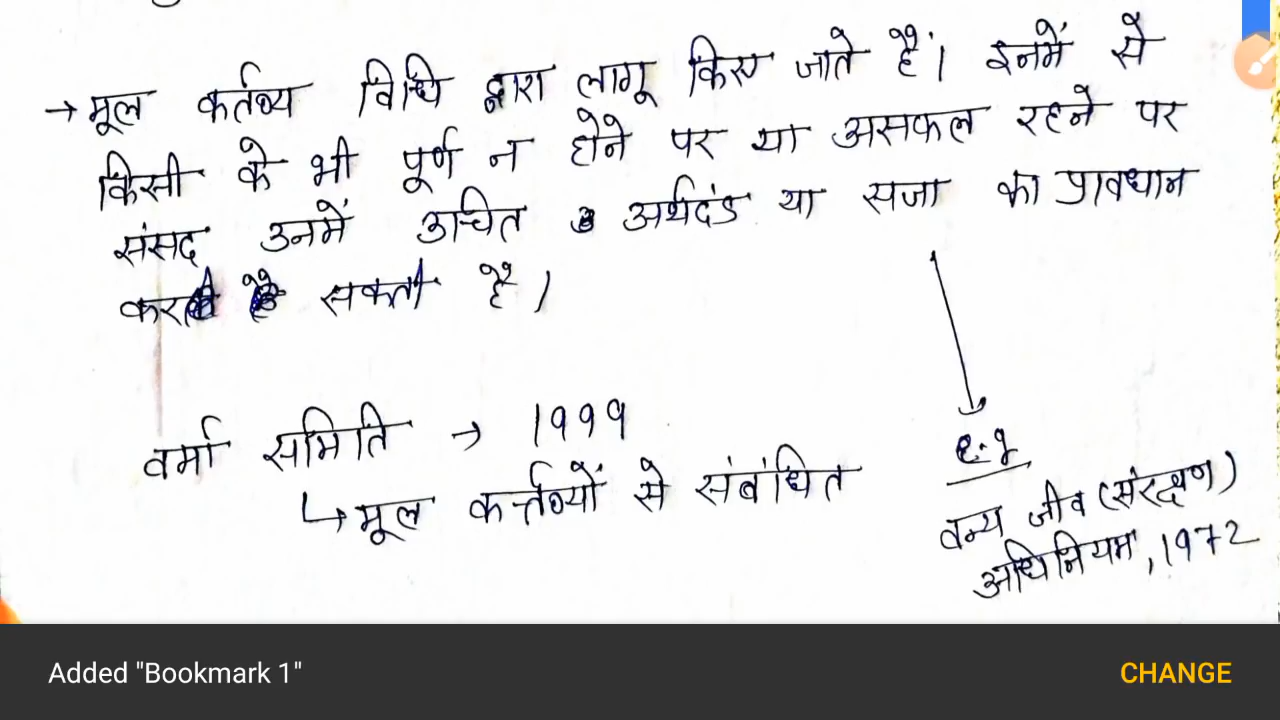 → मूल कर्तव्य विधि द्वारा लागू किए जाते हैं। इनमें से
किसी के भी पूर्ण न होने पर या असफल रहने पर
संसद उनमें उचित अर्थदंड या सजा का प्रावधान
कर सकता है।
वर्मा समिति → 1999
↳ मूल कर्त्तव्यों से संबंधित
e.g
वन्य जीव (संरक्षण)
अधिनियम, 1972
Added "Bookmark 1"
CHANGE